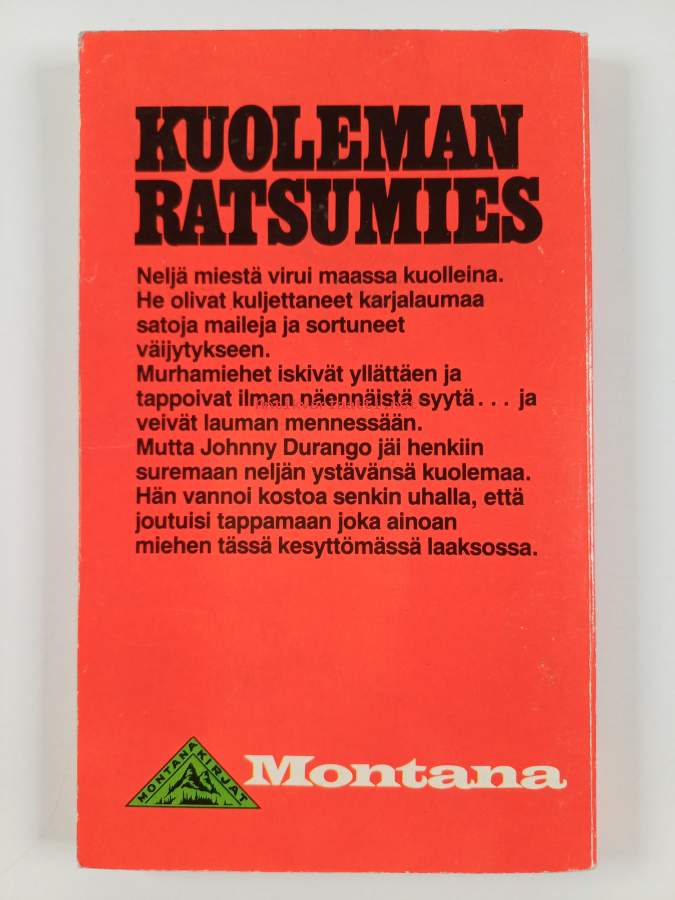 KUOLEMAN
RATSUMIES
Neljä miestä virui maassa kuolleina.
He olivat kuljettaneet karjalaumaa
satoja maileja ja sortuneet
väijytykseen.
Murhamiehet iskivät yllättäen ja
tappoivat ilman näennäistä syytä... ja
veivät lauman mennessään.
Mutta Johnny Durango jäi henkiin
suremaan neljän ystävänsä kuolemaa.
Hän vannoi kostoa senkin uhalla, että
joutuisi tappamaan joka ainoan
miehen tässä kesyttömässä laaksossa.
MONTANA KIRJAT
Montana